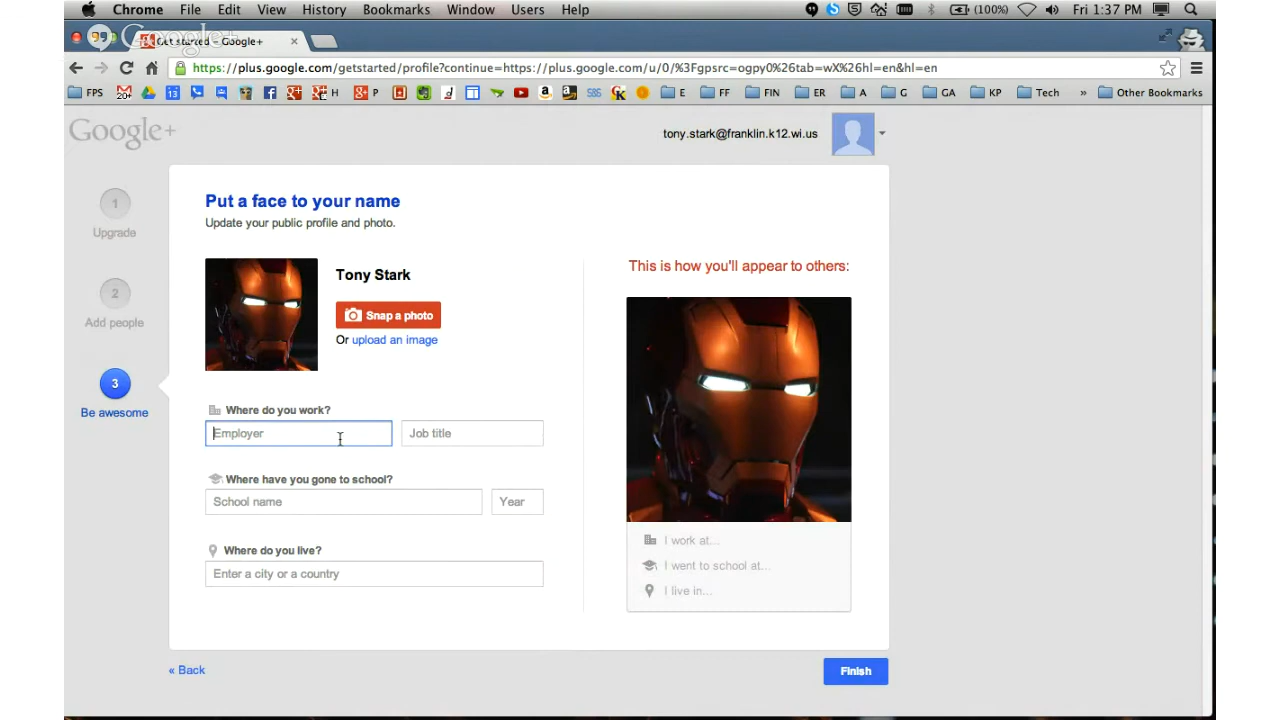 Chrome File Edit View History Bookmarks Window Users Help (100%) Fri 1:37 PM
Google+
Get started – Google+ ×
https://plus.google.com/getstarted/profile?continue=https://plus.google.com/u/0/%3Fgpsrc=ogpy0%26tab=wX%26hl=en&hl=en
FPS 20+ 13 H P SBS E FF FIN ER A G GA KP Tech » Other Bookmarks
Google+
tony.stark@franklin.k12.wi.us
1
Upgrade
2
Add people
3
Be awesome
Put a face to your name
Update your public profile and photo.
Tony Stark
Snap a photo
Or upload an image
Where do you work?
Employer Job title
Where have you gone to school?
School name Year
Where do you live?
Enter a city or a country
This is how you'll appear to others:
I work at...
I went to school at...
I live in...
« Back
Finish